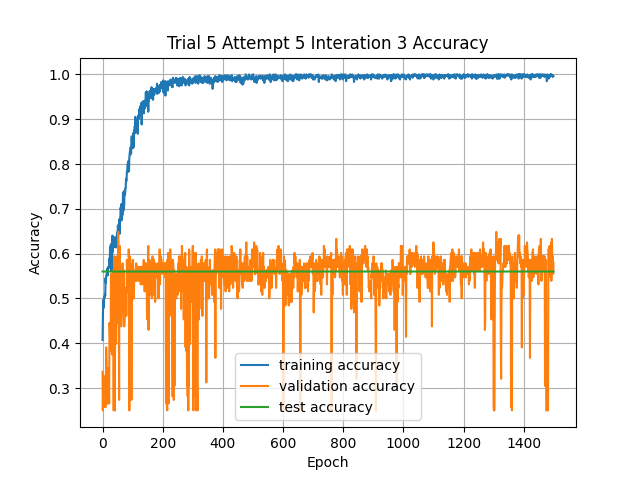 Trial 5 Attempt 5 Interation 3 Accuracy
Accuracy
1.0
0.9
0.8
0.7
0.6
0.5
0.4
0.3
training accuracy
validation accuracy
test accuracy
0 200 400 600 800 1000 1200 1400
Epoch